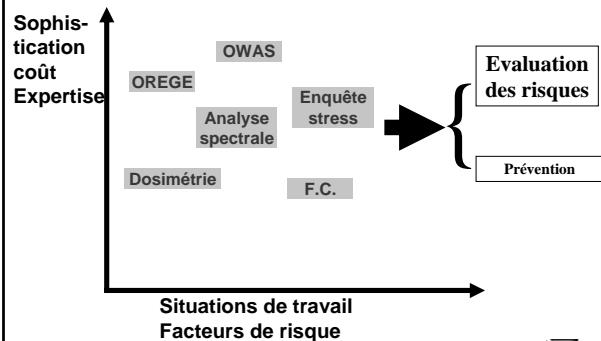 Sophis-
tication
coût
Expertise
OWAS
OREGE
Enquête
stress
Analyse
spectrale
Dosimétrie
F.C.
Evaluation
des risques
Prévention
Situations de travail
Facteurs de risque